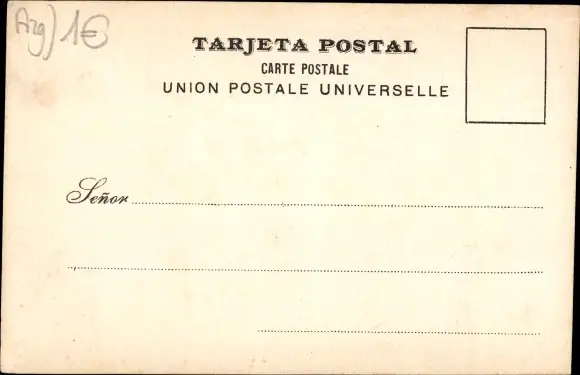 Arg) 1€
TARJETA POSTAL
CARTE POSTALE
UNION POSTALE UNIVERSELLE
Señor